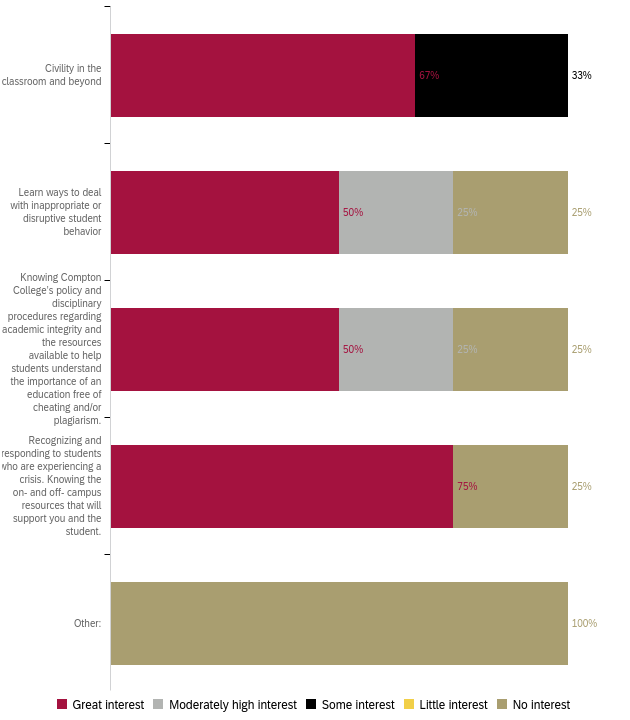 Civility in the
classroom and beyond
67%
33%
Learn ways to deal
with inappropriate or
disruptive student
behavior
50%
25%
25%
Knowing Compton
College's policy and
disciplinary
procedures regarding
academic integrity and
the resources
available to help
students understand
the importance of an
education free of
cheating and/or
plagiarism.
50%
25%
25%
Recognizing and
responding to students
who are experiencing a
crisis. Knowing the
on- and off- campus
resources that will
support you and the
student.
75%
25%
Other:
100%
Great interest Moderately high interest Some interest Little interest No interest